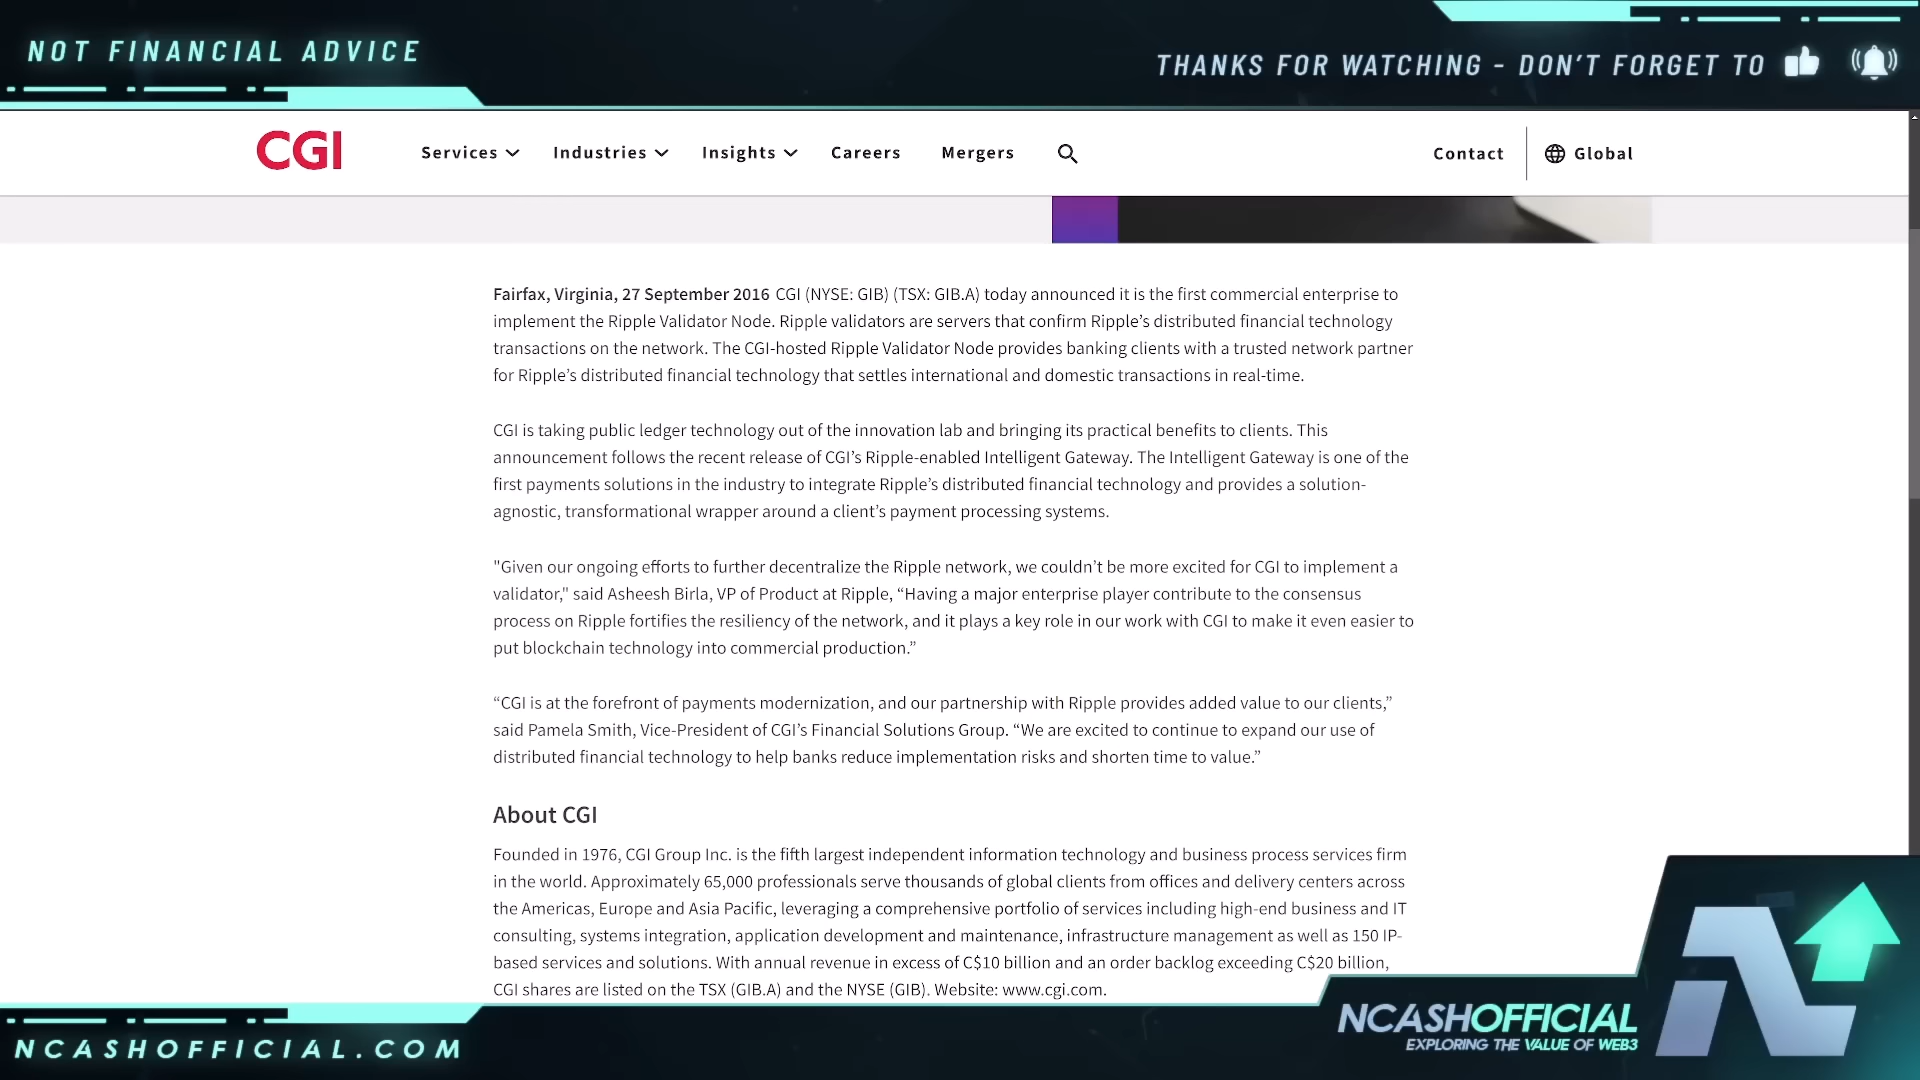 NOT FINANCIAL ADVICE
THANKS FOR WATCHING - DON'T FORGET TO
CGI
Services
Industries
Insights
Careers
Mergers
Contact
Global
Fairfax, Virginia, 27 September 2016 CGI (NYSE: GIB) (TSX: GIB.A) today announced it is the first commercial enterprise to
implement the Ripple Validator Node. Ripple validators are servers that confirm Ripple’s distributed financial technology
transactions on the network. The CGI-hosted Ripple Validator Node provides banking clients with a trusted network partner
for Ripple’s distributed financial technology that settles international and domestic transactions in real-time.
CGI is taking public ledger technology out of the innovation lab and bringing its practical benefits to clients. This
announcement follows the recent release of CGI’s Ripple-enabled Intelligent Gateway. The Intelligent Gateway is one of the
first payments solutions in the industry to integrate Ripple’s distributed financial technology and provides a solution-
agnostic, transformational wrapper around a client’s payment processing systems.
"Given our ongoing efforts to further decentralize the Ripple network, we couldn’t be more excited for CGI to implement a
validator," said Asheesh Birla, VP of Product at Ripple, “Having a major enterprise player contribute to the consensus
process on Ripple fortifies the resiliency of the network, and it plays a key role in our work with CGI to make it even easier to
put blockchain technology into commercial production.”
“CGI is at the forefront of payments modernization, and our partnership with Ripple provides added value to our clients,”
said Pamela Smith, Vice-President of CGI’s Financial Solutions Group. “We are excited to continue to expand our use of
distributed financial technology to help banks reduce implementation risks and shorten time to value.”
About CGI
Founded in 1976, CGI Group Inc. is the fifth largest independent information technology and business process services firm
in the world. Approximately 65,000 professionals serve thousands of global clients from offices and delivery centers across
the Americas, Europe and Asia Pacific, leveraging a comprehensive portfolio of services including high-end business and IT
consulting, systems integration, application development and maintenance, infrastructure management as well as 150 IP-
based services and solutions. With annual revenue in excess of C$10 billion and an order backlog exceeding C$20 billion,
CGI shares are listed on the TSX (GIB.A) and the NYSE (GIB). Website: www.cgi.com.
NCASHOFFICIAL.COM
NCASHOFFICIAL
EXPLORING THE VALUE OF WEB3